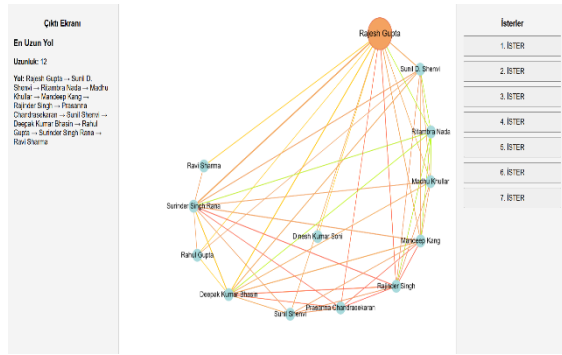 Çıktı Ekranı
En Uzun Yol
Uzunluk: 12
Yol: Rajesh Gupta → Sunil D.
Shenvi → Ritambra Nada → Madhu
Khullar → Mandeep Kang →
Rajinder Singh → Prasanna
Chandrasekaran → Sunil Shenvi →
Deepak Kumar Bhasin → Rahul
Gupta → Surinder Singh Rana →
Ravi Sharma
Rajesh Gupta
Sunil D. Shenvi
Ritambra Nada
Ravi Sharma
Madhu Khullar
Surinder Singh Rana
Dinesh Kumar Soni
Mandeep Kang
Rahul Gupta
Rajinder Singh
Deepak Kumar Bhasin
Prasanna Chandrasekaran
Sunil Shenvi
İsterler
1. İSTER
2. İSTER
3. İSTER
4. İSTER
5. İSTER
6. İSTER
7. İSTER